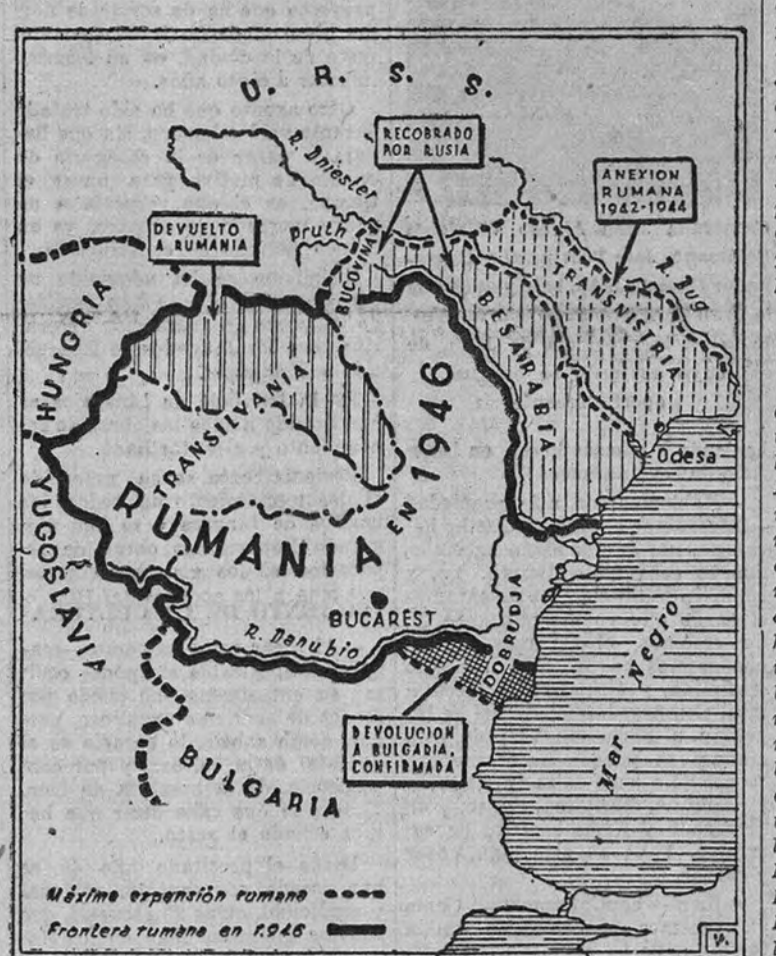 U. R. S. S.
R. Dniester
RECOBRADO
POR RUSIA
ANEXION
RUMANA
1942-1944
DEVUELTO
A RUMANIA
Pruth
BUCOVINA
R. Bug
TRANSNISTRIA
BESARABIA
HUNGRIA
TRANSILVANIA
RUMANIA
EN 1946
Odesa
YUGOSLAVIA
BUCAREST
R. Danubio
DOBRUDJA
Mar Negro
DEVOLUCION
A BULGARIA,
CONFIRMADA
BULGARIA
Máxima expansión rumana
Frontera rumana en 1.946